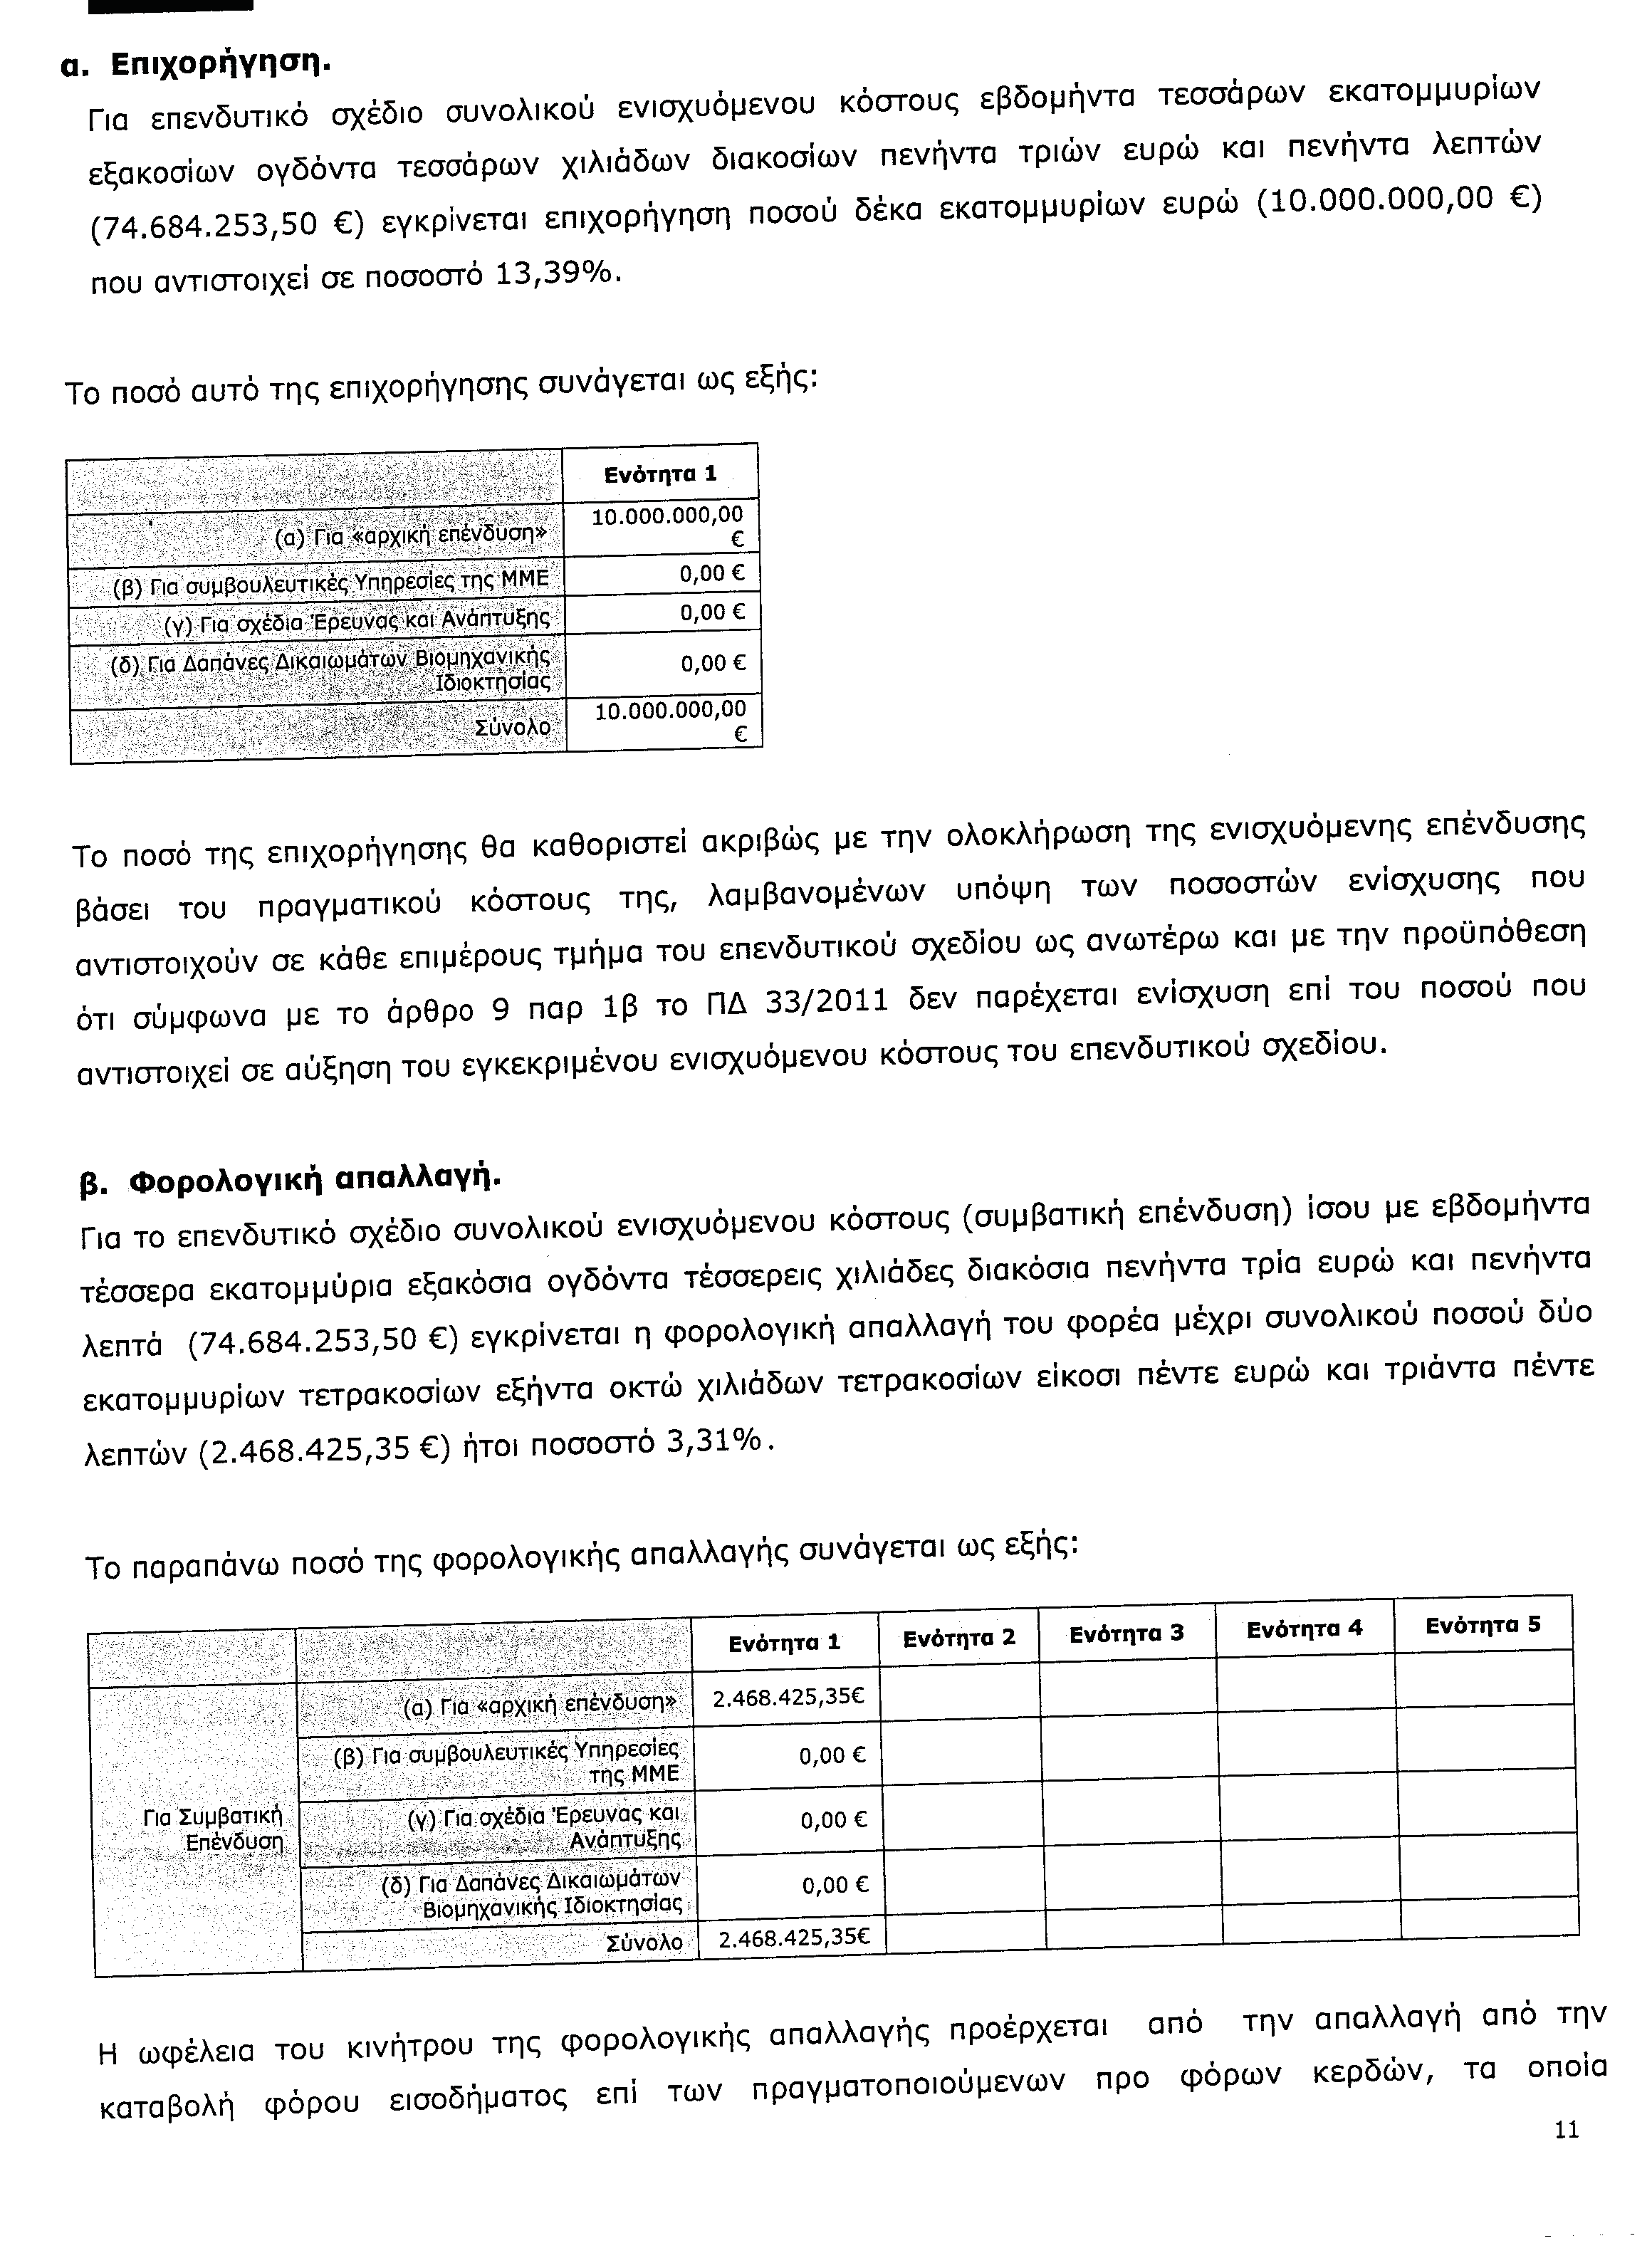 α. Επιχορήγηση.
Για επενδυτικό σχέδιο συνολικού ενισχυόμενου κόστους εβδομήντα τεσσάρων εκατομμυρίων
εξακοσίων ογδόντα τεσσάρων χιλιάδων διακοσίων πενήντα τριών ευρώ και πενήντα λεπτών
(74.684.253,50 €) εγκρίνεται επιχορήγηση ποσού δέκα εκατομμυρίων ευρώ (10.000.000,00 €)
που αντιστοιχεί σε ποσοστό 13,39%.
Το ποσό αυτό της επιχορήγησης συνάγεται ως εξής:
Ενότητα 1
(α) Για «αρχική επένδυση» 10.000.000,00
€
(β) Για συμβουλευτικές Υπηρεσίες της ΜΜΕ 0,00 €
(γ) Για σχέδια Έρευνας και Ανάπτυξης 0,00 €
(δ) Για Δαπάνες Δικαιωμάτων Βιομηχανικής
Ιδιοκτησίας 0,00 €
Σύνολο 10.000.000,00
€
Το ποσό της επιχορήγησης θα καθοριστεί ακριβώς με την ολοκλήρωση της ενισχυόμενης επένδυσης
βάσει του πραγματικού κόστους της, λαμβανομένων υπόψη των ποσοστών ενίσχυσης που
αντιστοιχούν σε κάθε επιμέρους τμήμα του επενδυτικού σχεδίου ως ανωτέρω και με την προϋπόθεση
ότι σύμφωνα με το άρθρο 9 παρ 1β το ΠΔ 33/2011 δεν παρέχεται ενίσχυση επί του ποσού που
αντιστοιχεί σε αύξηση του εγκεκριμένου ενισχυόμενου κόστους του επενδυτικού σχεδίου.
β. Φορολογική απαλλαγή.
Για το επενδυτικό σχέδιο συνολικού ενισχυόμενου κόστους (συμβατική επένδυση) ίσου με εβδομήντα
τέσσερα εκατομμύρια εξακόσια ογδόντα τέσσερεις χιλιάδες διακόσια πενήντα τρία ευρώ και πενήντα
λεπτά (74.684.253,50 €) εγκρίνεται η φορολογική απαλλαγή του φορέα μέχρι συνολικού ποσού δύο
εκατομμυρίων τετρακοσίων εξήντα οκτώ χιλιάδων τετρακοσίων είκοσι πέντε ευρώ και τριάντα πέντε
λεπτών (2.468.425,35 €) ήτοι ποσοστό 3,31%.
Το παραπάνω ποσό της φορολογικής απαλλαγής συνάγεται ως εξής:
Ενότητα 1 Ενότητα 2 Ενότητα 3 Ενότητα 4 Ενότητα 5
Για Συμβατική
Επένδυση
(α) Για «αρχική επένδυση» 2.468.425,35€
(β) Για συμβουλευτικές Υπηρεσίες
της ΜΜΕ 0,00 €
(γ) Για σχέδια Έρευνας και
Ανάπτυξης 0,00 €
(δ) Για Δαπάνες Δικαιωμάτων
Βιομηχανικής Ιδιοκτησίας 0,00 €
Σύνολο 2.468.425,35€
Η ωφέλεια του κινήτρου της φορολογικής απαλλαγής προέρχεται από την απαλλαγή από την
καταβολή φόρου εισοδήματος επί των πραγματοποιούμενων προ φόρων κερδών, τα οποία
11